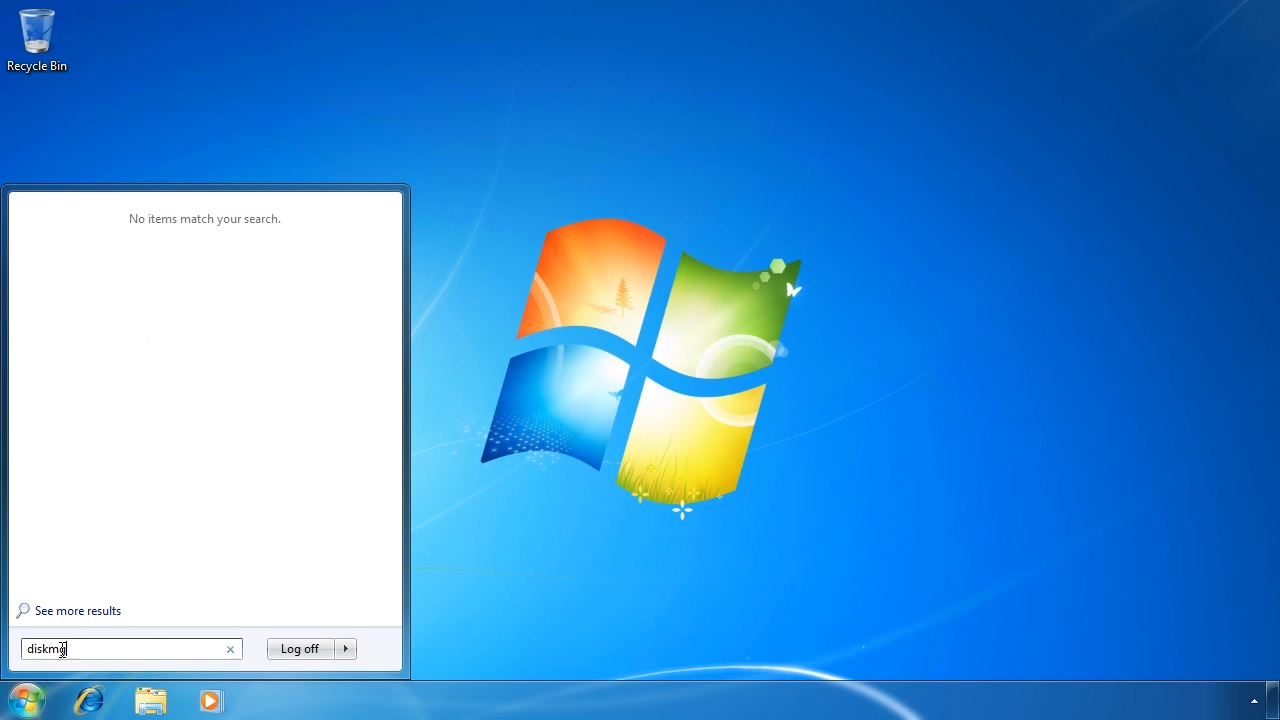 Recycle Bin
No items match your search.
See more results
diskmg
Log off